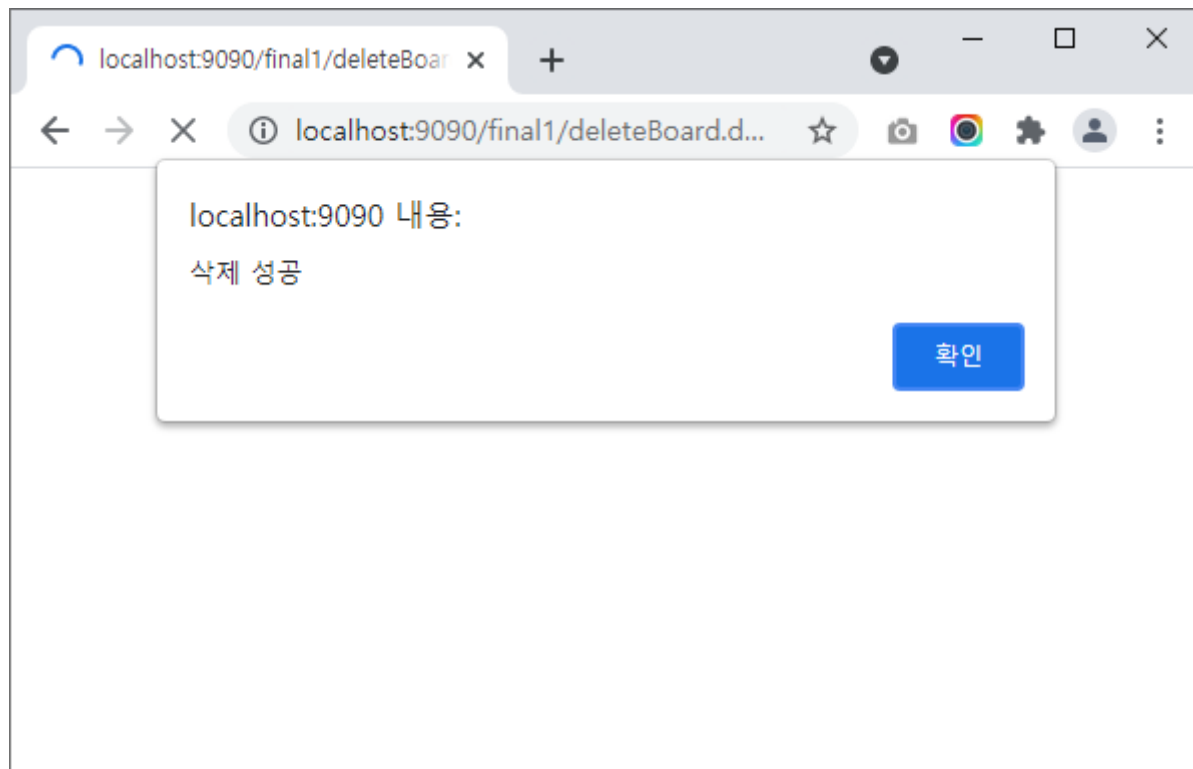 localhost:9090/final1/deleteBoar
localhost:9090/final1/deleteBoard.d...
localhost:9090 내용:
삭제 성공
확인